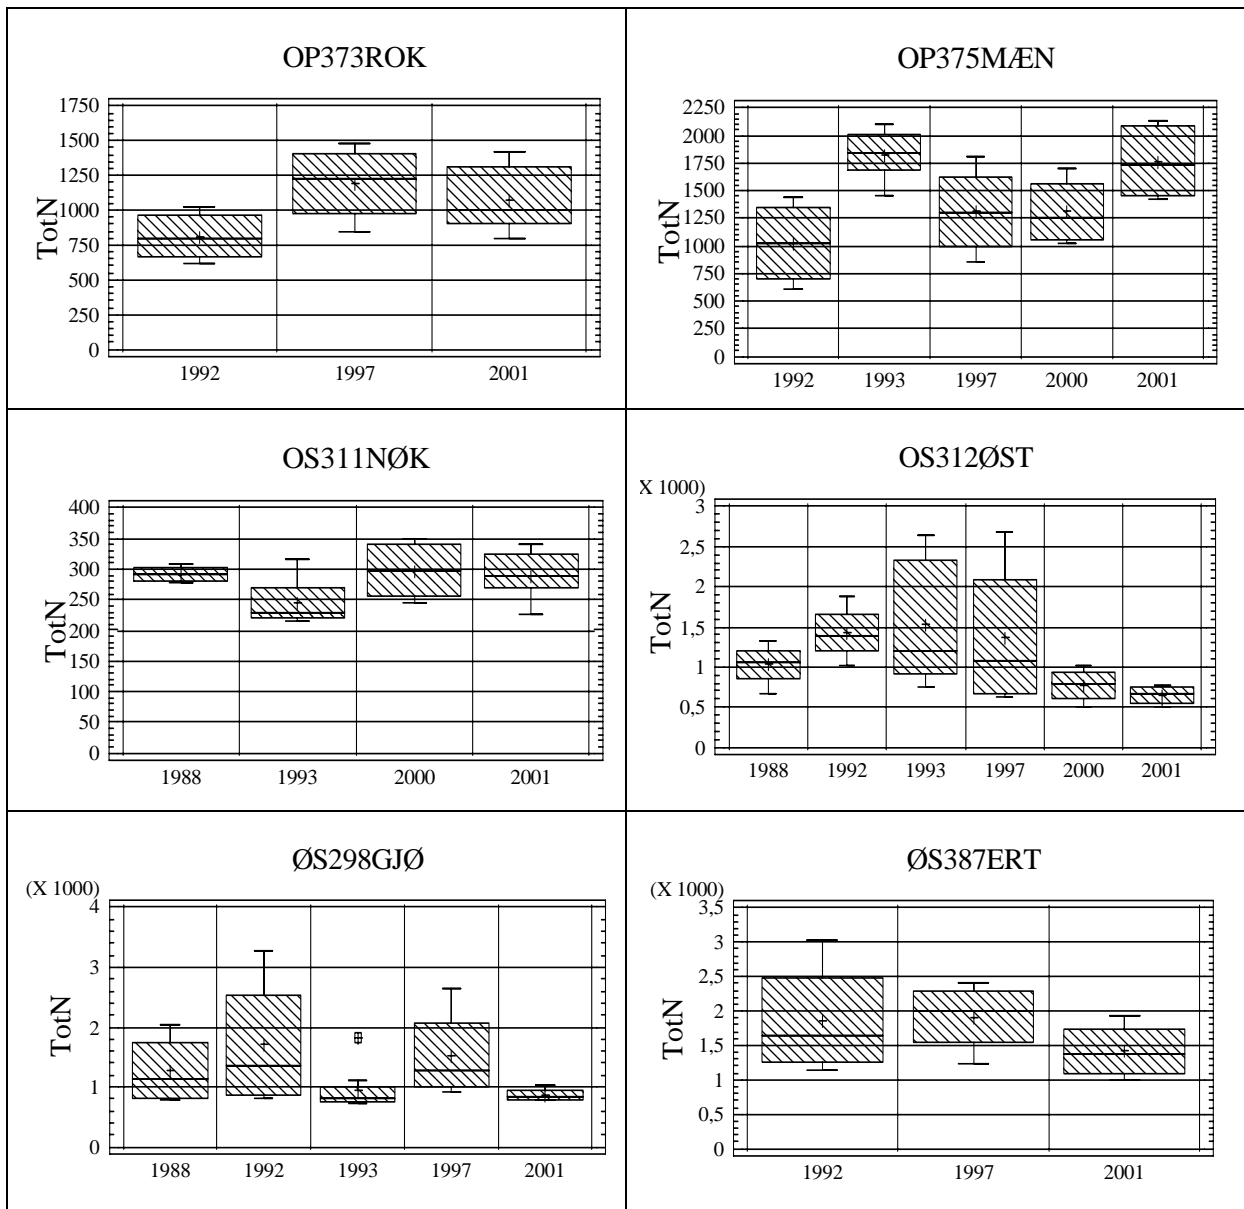 OP373ROK
1750
1500
1250
1000
750
500
250
0
TotN
1992 1997 2001
OP375MÆN
2250
2000
1750
1500
1250
1000
750
500
250
0
TotN
1992 1993 1997 2000 2001
OS311NØK
400
350
300
250
200
150
100
50
0
TotN
1988 1993 2000 2001
OS312ØST
X 1000)
3
2,5
2
1,5
1
0,5
0
TotN
1988 1992 1993 1997 2000 2001
ØS298GJØ
(X 1000)
4
3
2
1
0
TotN
1988 1992 1993 1997 2001
ØS387ERT
(X 1000)
3,5
3
2,5
2
1,5
1
0,5
0
TotN
1992 1997 2001